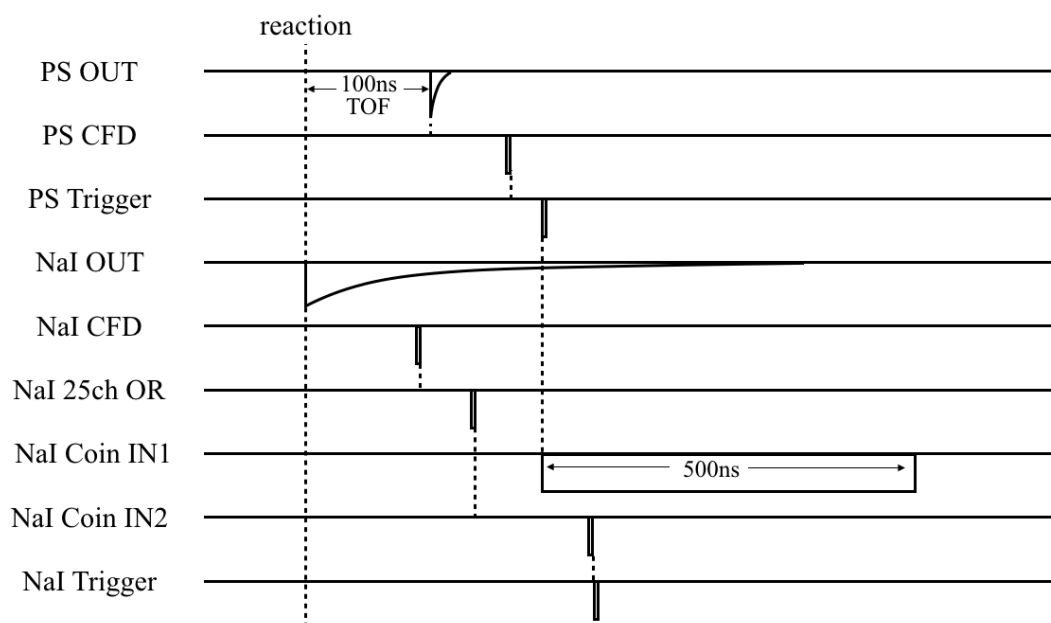 reaction
PS OUT
100ns
TOF
PS CFD
PS Trigger
NaI OUT
NaI CFD
NaI 25ch OR
NaI Coin IN1
500ns
NaI Coin IN2
NaI Trigger